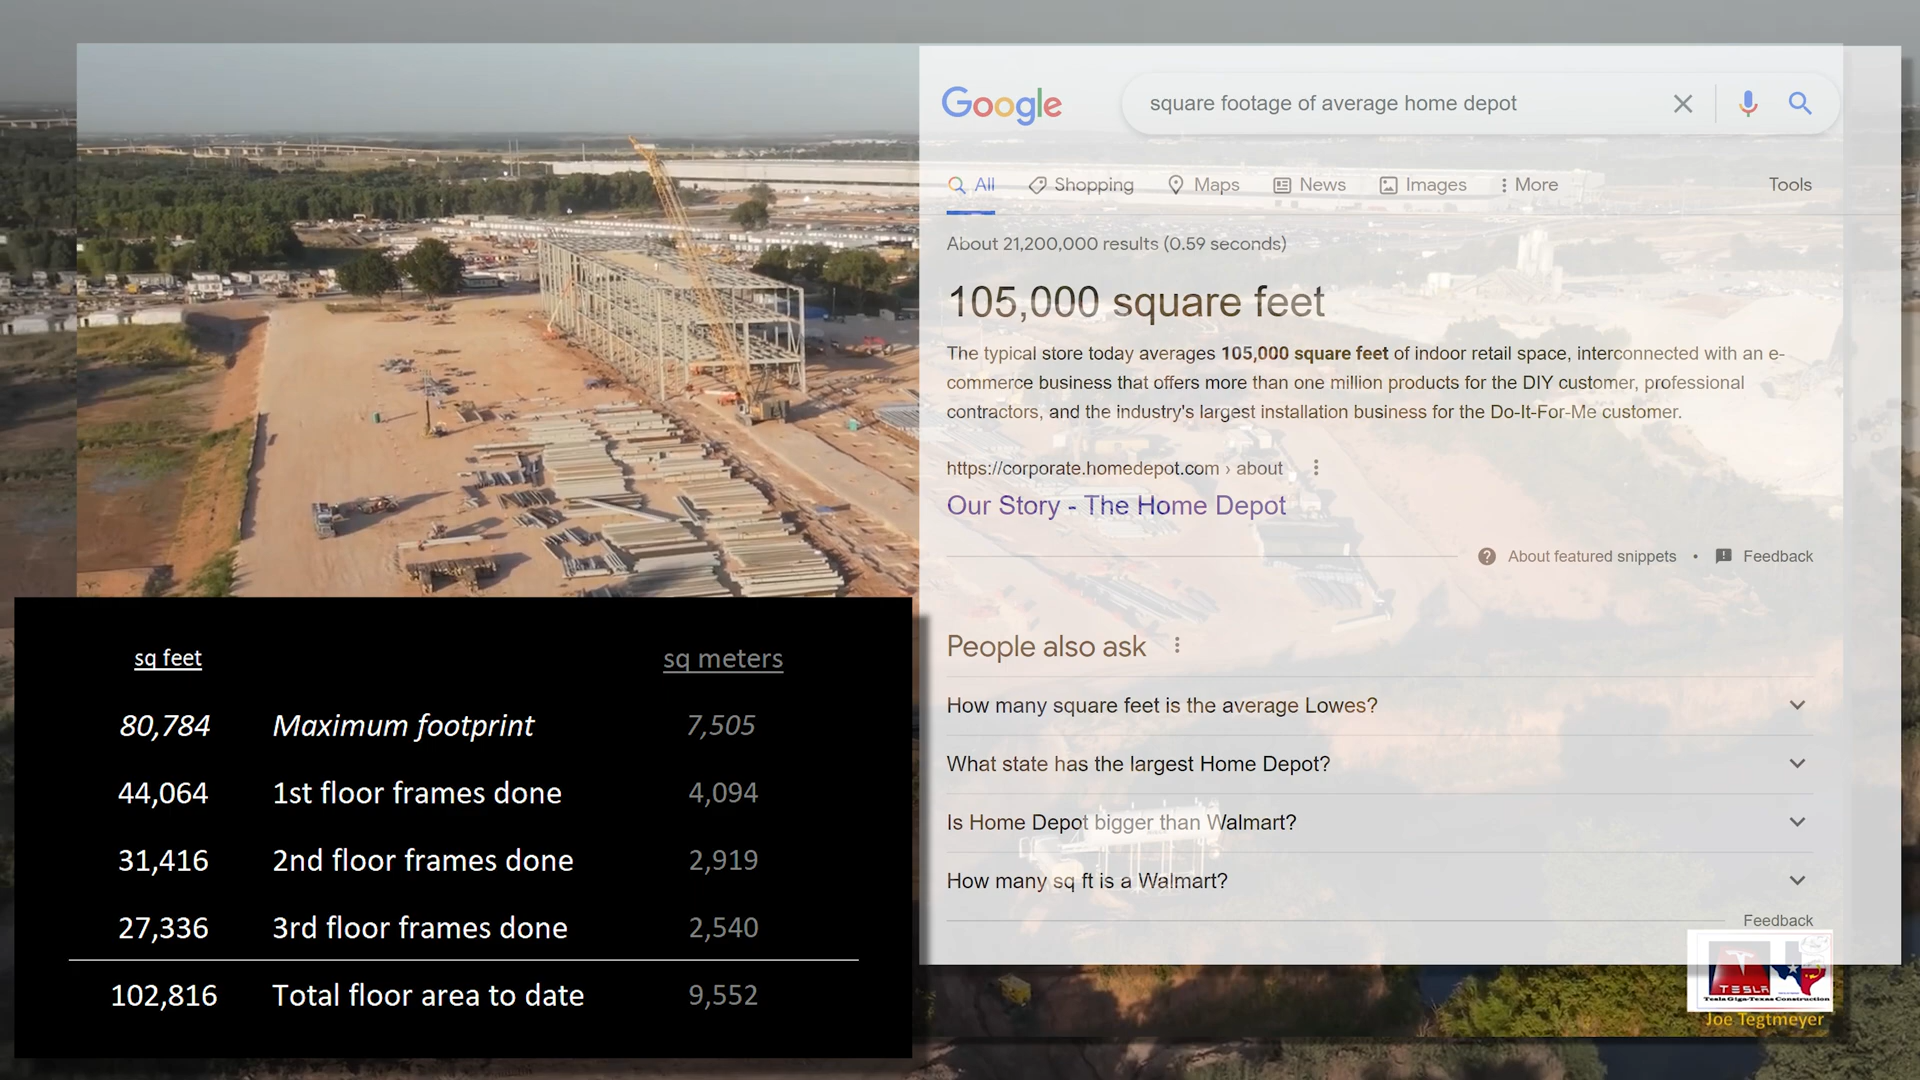 Google
square footage of average home depot
All Shopping Maps News Images More Tools
About 21,200,000 results (0.59 seconds)
105,000 square feet
The typical store today averages 105,000 square feet of indoor retail space, interconnected with an e-
commerce business that offers more than one million products for the DIY customer, professional
contractors, and the industry's largest installation business for the Do-It-For-Me customer.
https://corporate.homedepot.com › about
Our Story - The Home Depot
About featured snippets • Feedback
People also ask
How many square feet is the average Lowes?
What state has the largest Home Depot?
Is Home Depot bigger than Walmart?
How many sq ft is a Walmart?
Feedback
sq feet sq meters
80,784 Maximum footprint 7,505
44,064 1st floor frames done 4,094
31,416 2nd floor frames done 2,919
27,336 3rd floor frames done 2,540
102,816 Total floor area to date 9,552
TESLA
Tesla Giga-Texas Construction
Joe Tegtmeyer